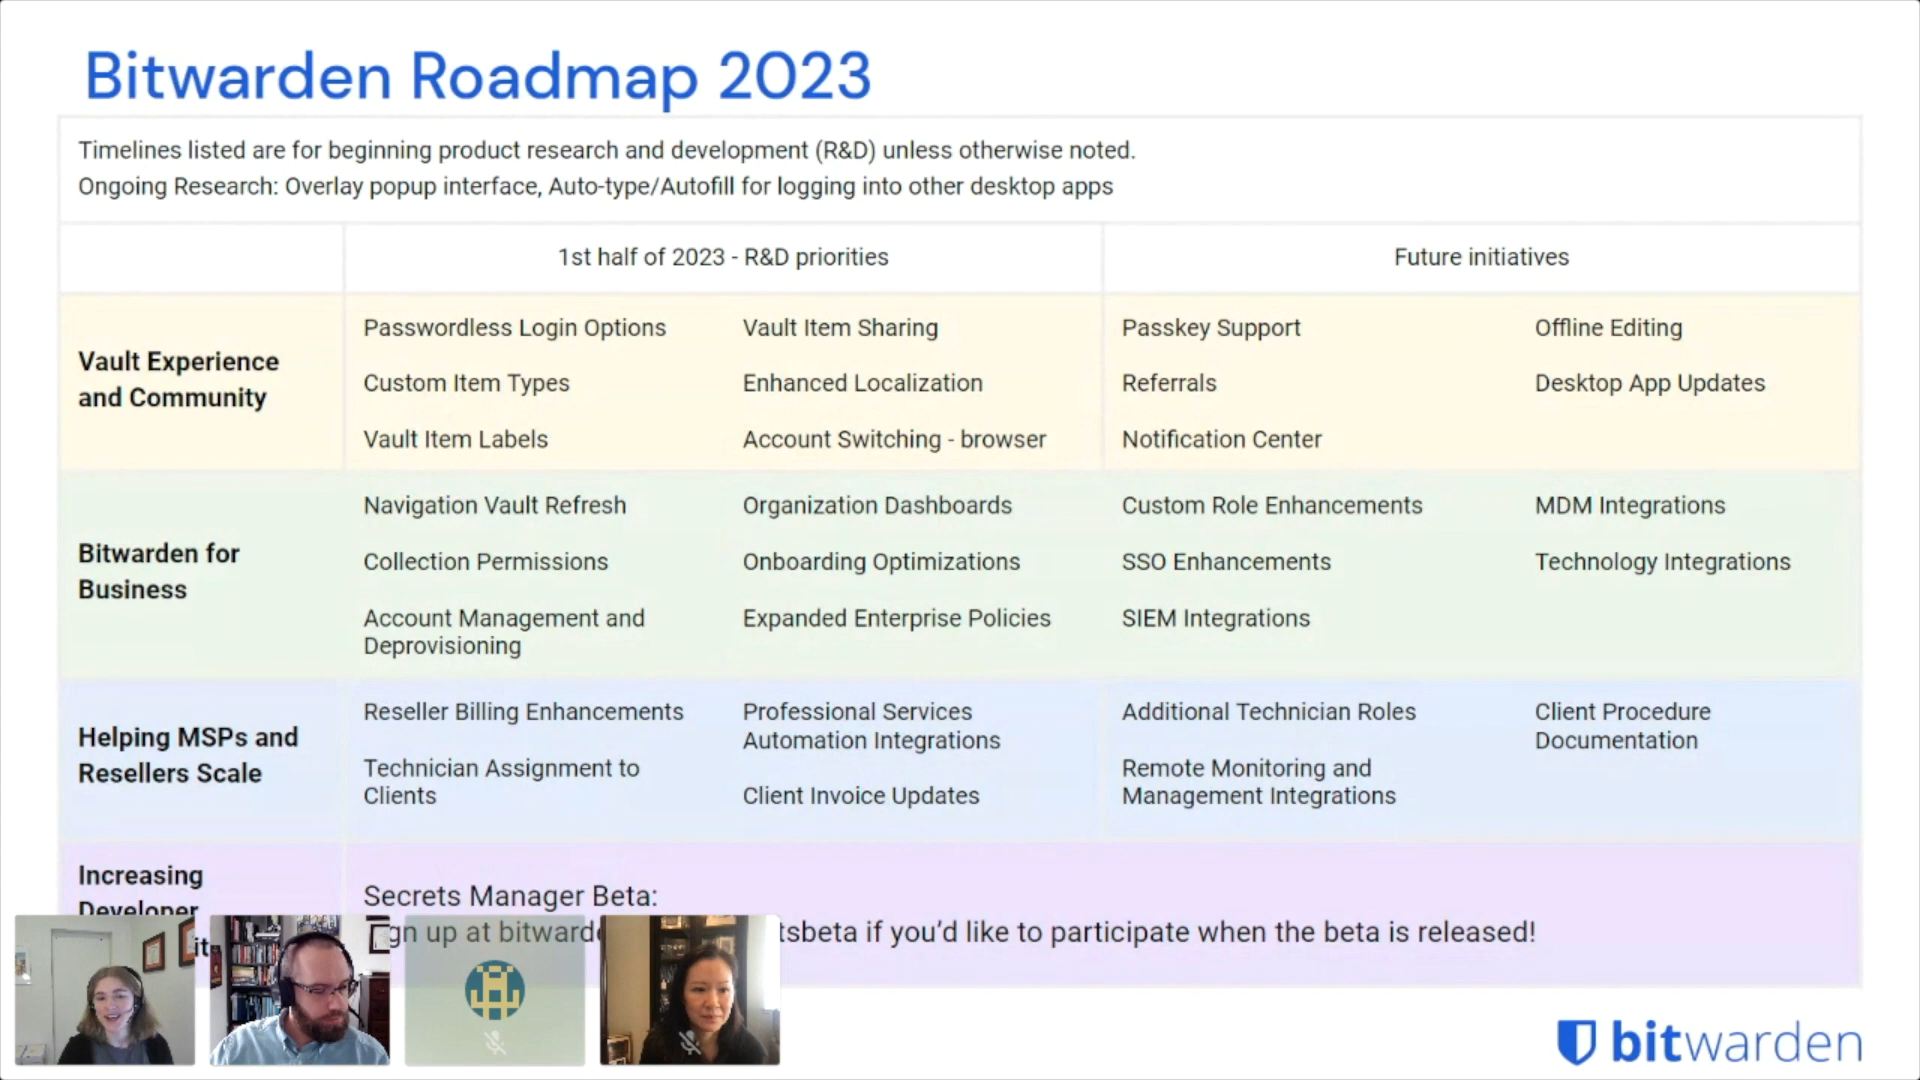 Bitwarden Roadmap 2023
Timelines listed are for beginning product research and development (R&D) unless otherwise noted.
Ongoing Research: Overlay popup interface, Auto-type/Autofill for logging into other desktop apps
1st half of 2023 - R&D priorities
Future initiatives
Vault Experience
and Community
Passwordless Login Options
Custom Item Types
Vault Item Labels
Vault Item Sharing
Enhanced Localization
Account Switching - browser
Passkey Support
Referrals
Notification Center
Offline Editing
Desktop App Updates
Bitwarden for
Business
Navigation Vault Refresh
Collection Permissions
Account Management and
Deprovisioning
Organization Dashboards
Onboarding Optimizations
Expanded Enterprise Policies
Custom Role Enhancements
SSO Enhancements
SIEM Integrations
MDM Integrations
Technology Integrations
Helping MSPs and
Resellers Scale
Reseller Billing Enhancements
Technician Assignment to
Clients
Professional Services
Automation Integrations
Client Invoice Updates
Additional Technician Roles
Remote Monitoring and
Management Integrations
Client Procedure
Documentation
Increasing
Developer
Secrets Manager Beta:
gn up at bitwarde tsbeta if you’d like to participate when the beta is released!
bitwarden